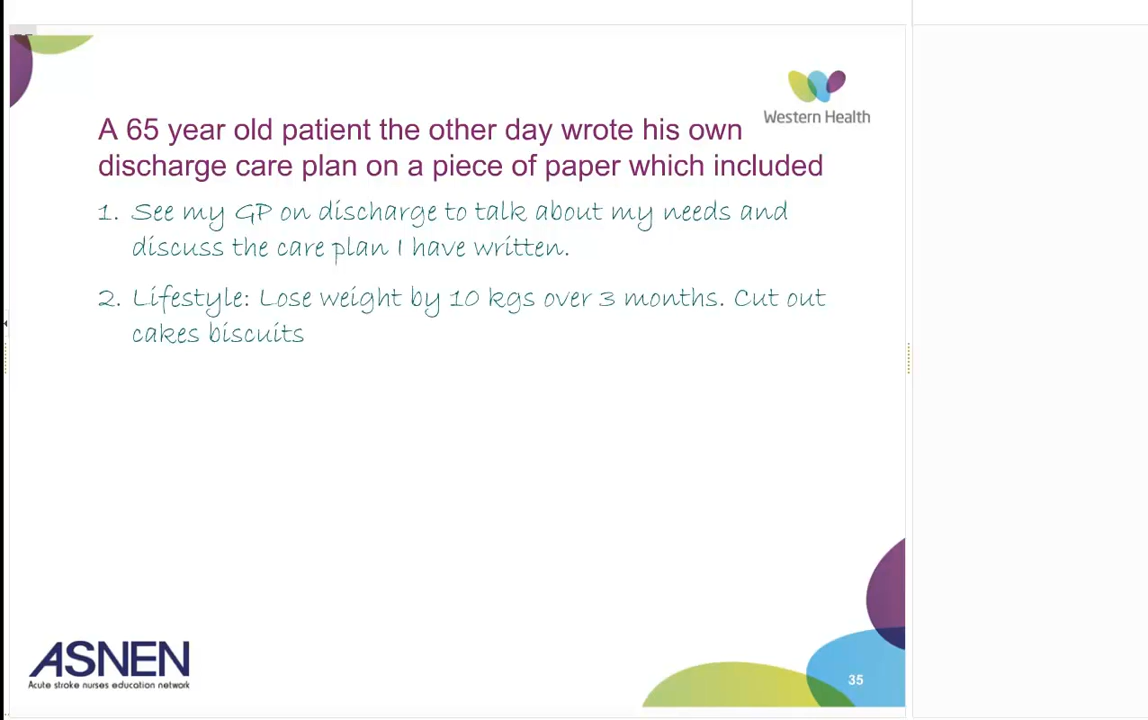 Western Health
A 65 year old patient the other day wrote his own
discharge care plan on a piece of paper which included
1. See my GP on discharge to talk about my needs and
discuss the care plan I have written.
2. Lifestyle: Lose weight by 10 kgs over 3 months. Cut out
cakes biscuits
ASNEN
Acute stroke nurses education network
35